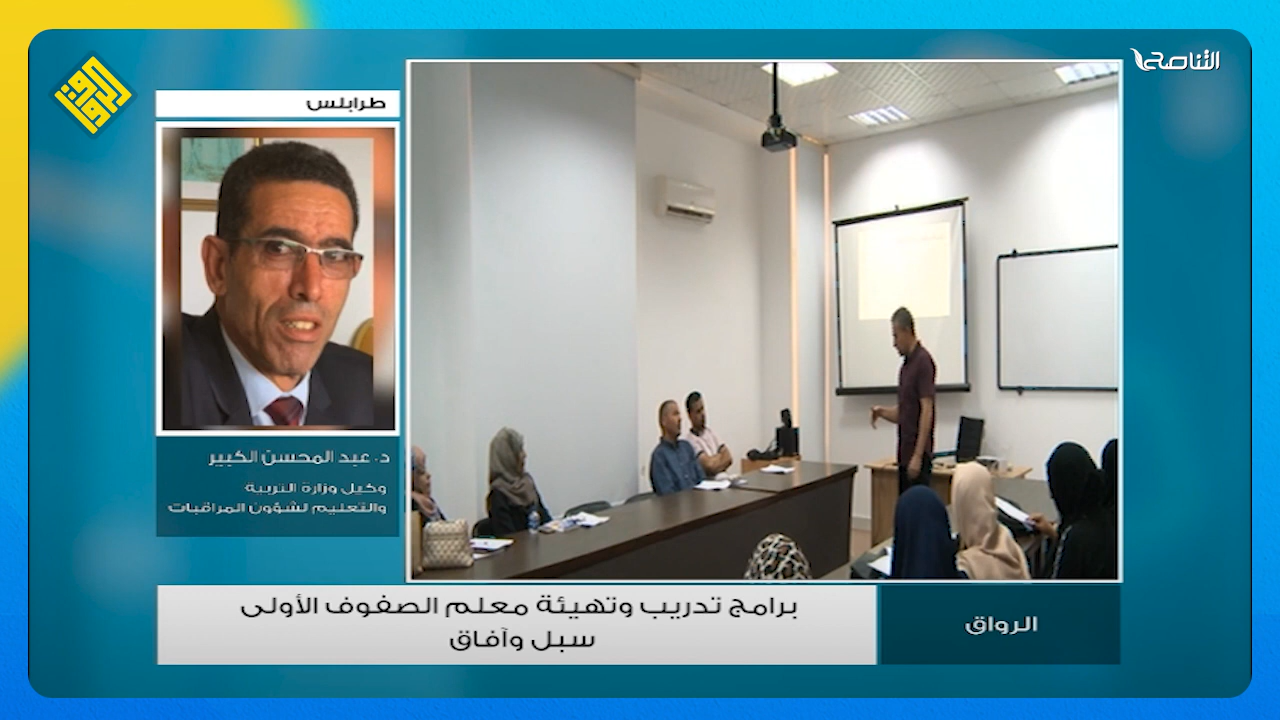 التناصح
الرواق
طرابلس
د. عبد المحسن الكبير
وكيل وزارة التربية
والتعليم لشؤون المراقبات
برامج تدريب وتهيئة معلم الصفوف الأولى
سبل وآفاق
الرواق